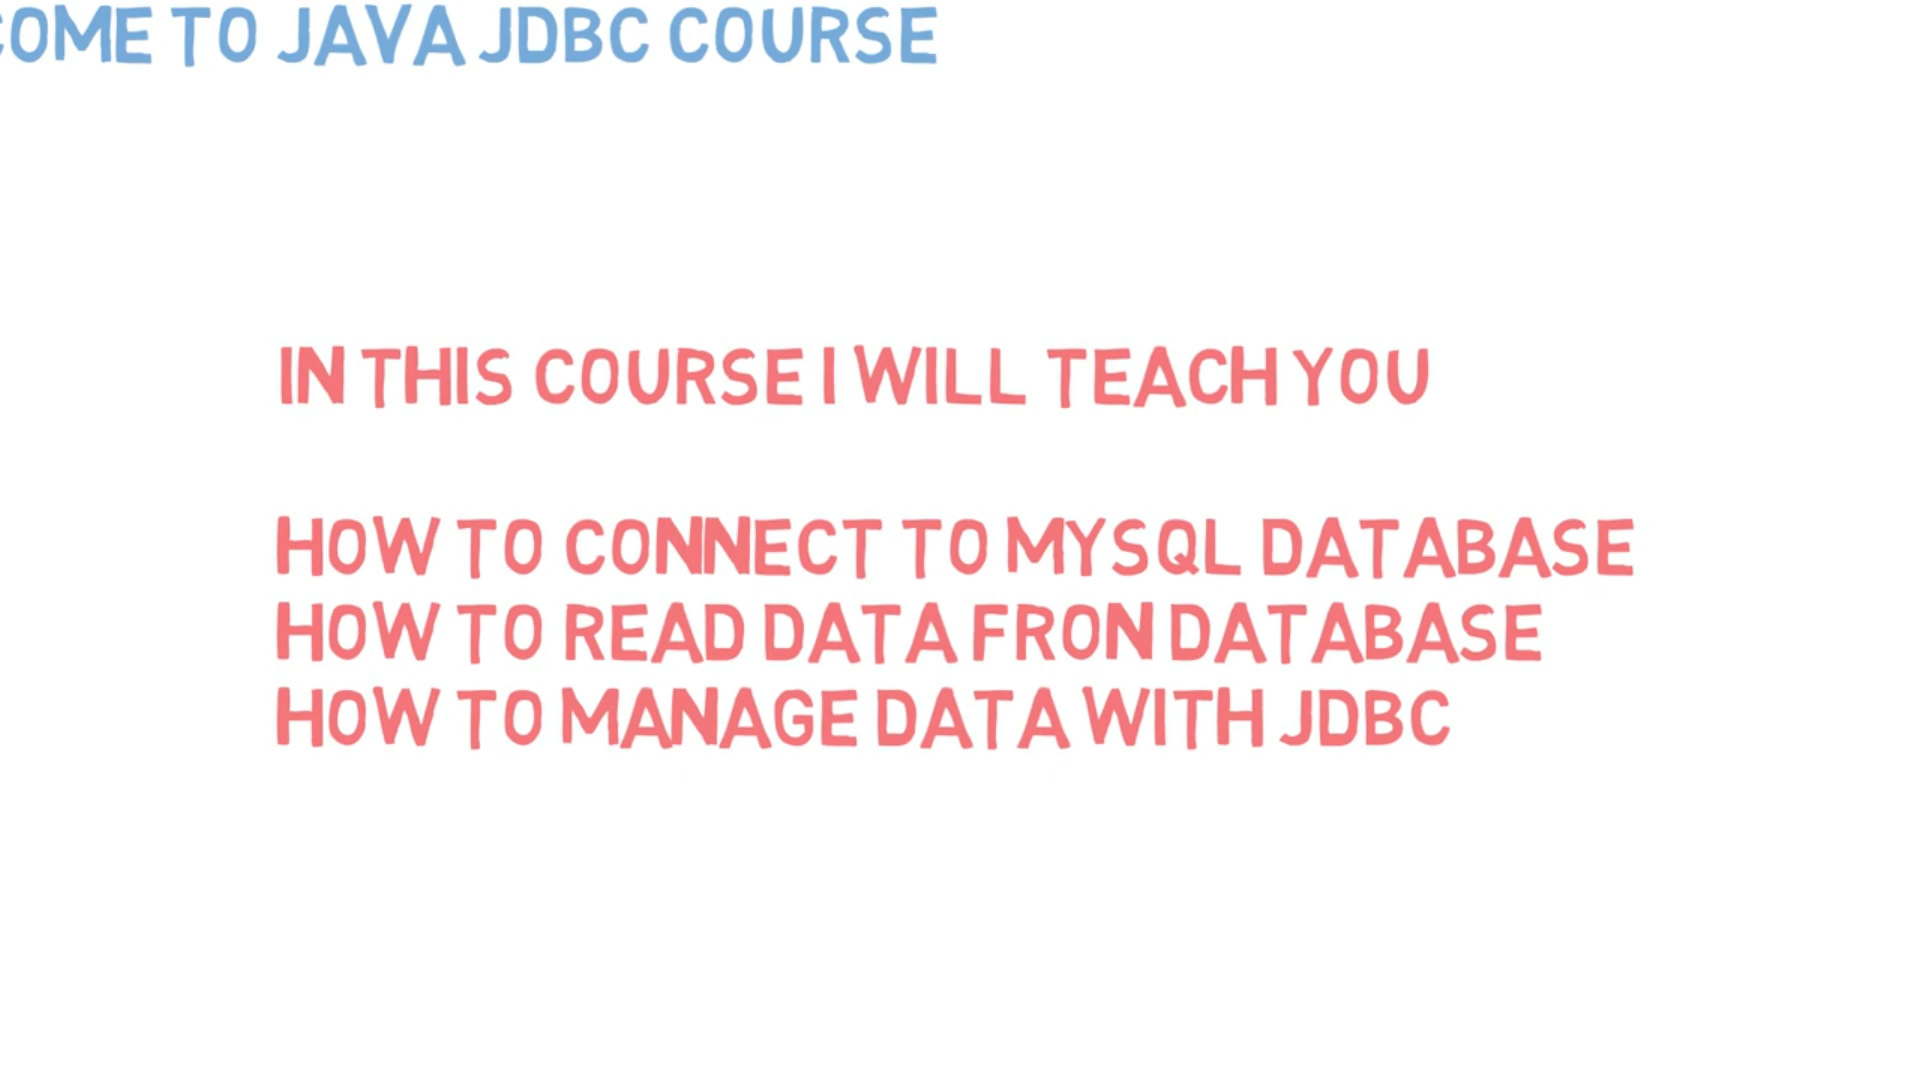 COME TO JAVA JDBC COURSE
IN THIS COURSE I WILL TEACH YOU
HOW TO CONNECT TO MYSQL DATABASE
HOW TO READ DATA FRON DATABASE
HOW TO MANAGE DATA WITH JDBC